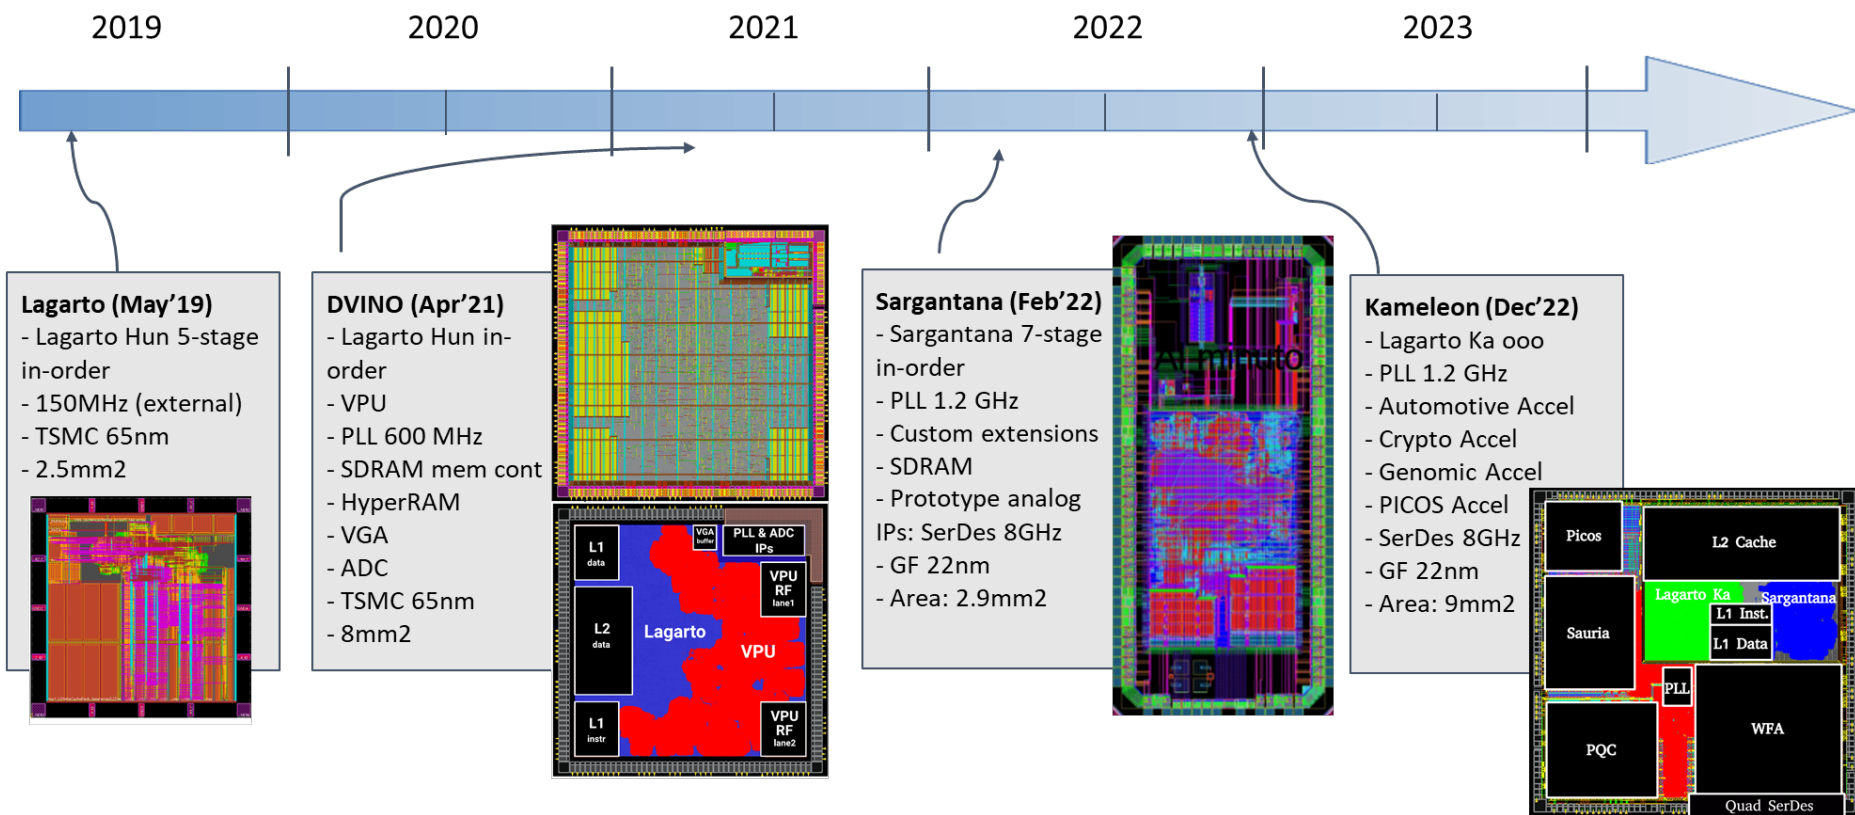 2019
2020
2021
2022
2023
Lagarto (May’19)
- Lagarto Hun 5-stage
in-order
- 150MHz (external)
- TSMC 65nm
- 2.5mm2
DVINO (Apr’21)
- Lagarto Hun in-
order
- VPU
- PLL 600 MHz
- SDRAM mem cont
- HyperRAM
- VGA
- ADC
- TSMC 65nm
- 8mm2
L1
data
VGA
buffer
PLL & ADC
IPs
VPU
RF
lane1
L2
data
Lagarto
VPU
L1
instr
VPU
RF
lane2
Sargantana (Feb’22)
- Sargantana 7-stage
in-order
- PLL 1.2 GHz
- Custom extensions
- SDRAM
- Prototype analog
IPs: SerDes 8GHz
- GF 22nm
- Area: 2.9mm2
Al minuto
Kameleon (Dec’22)
- Lagarto Ka ooo
- PLL 1.2 GHz
- Automotive Accel
- Crypto Accel
- Genomic Accel
- PICOS Accel
- SerDes 8GHz
- GF 22nm
- Area: 9mm2
Picos
L2 Cache
Lagarto Ka
Sargantana
L1 Inst.
L1 Data
Sauria
PLL
PQC
WFA
Quad SerDes